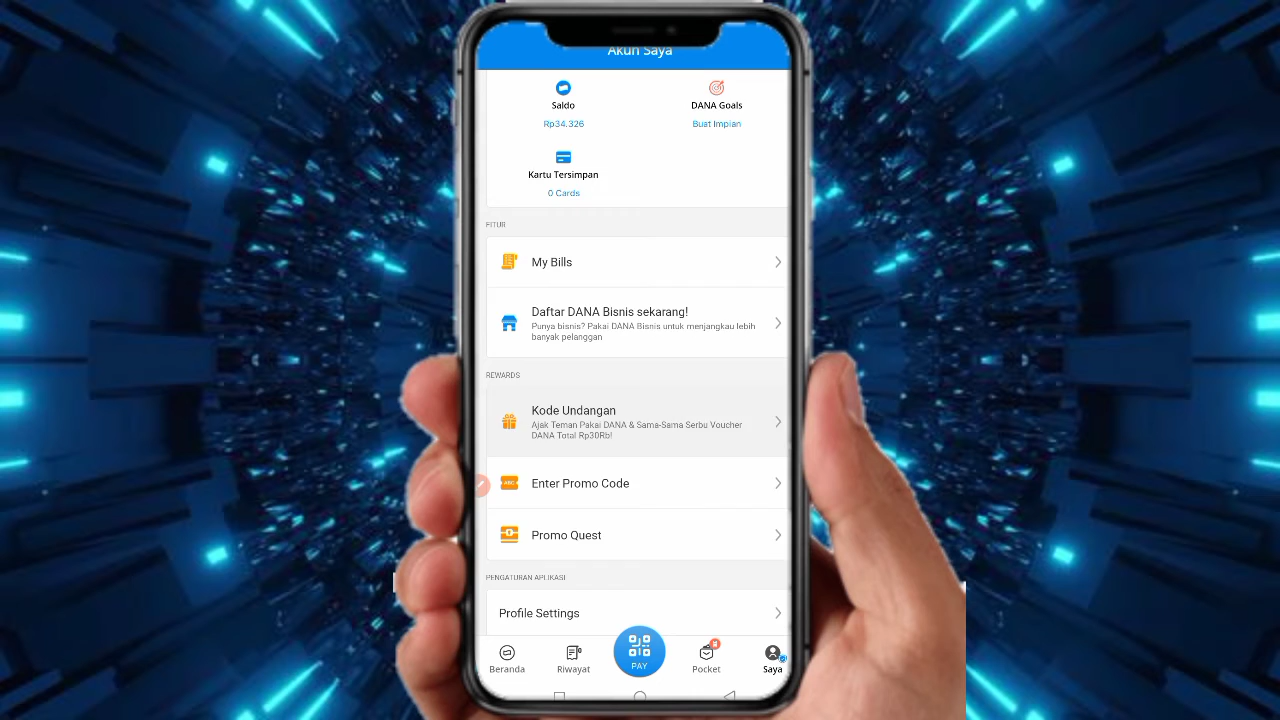 Akun Saya
Saldo
DANA Goals
Rp34.326
Buat Impian
Kartu Tersimpan
0 Cards
FITUR
My Bills
Daftar DANA Bisnis sekarang!
Punya bisnis? Pakai DANA Bisnis untuk menjangkau lebih
banyak pelanggan
REWARDS
Kode Undangan
Ajak Teman Pakai DANA & Sama-Sama Serbu Voucher
DANA Total Rp30Rb!
ABC
Enter Promo Code
Promo Quest
PENGATURAN APLIKASI
Profile Settings
PAY
Beranda
Riwayat
Pocket
Saya